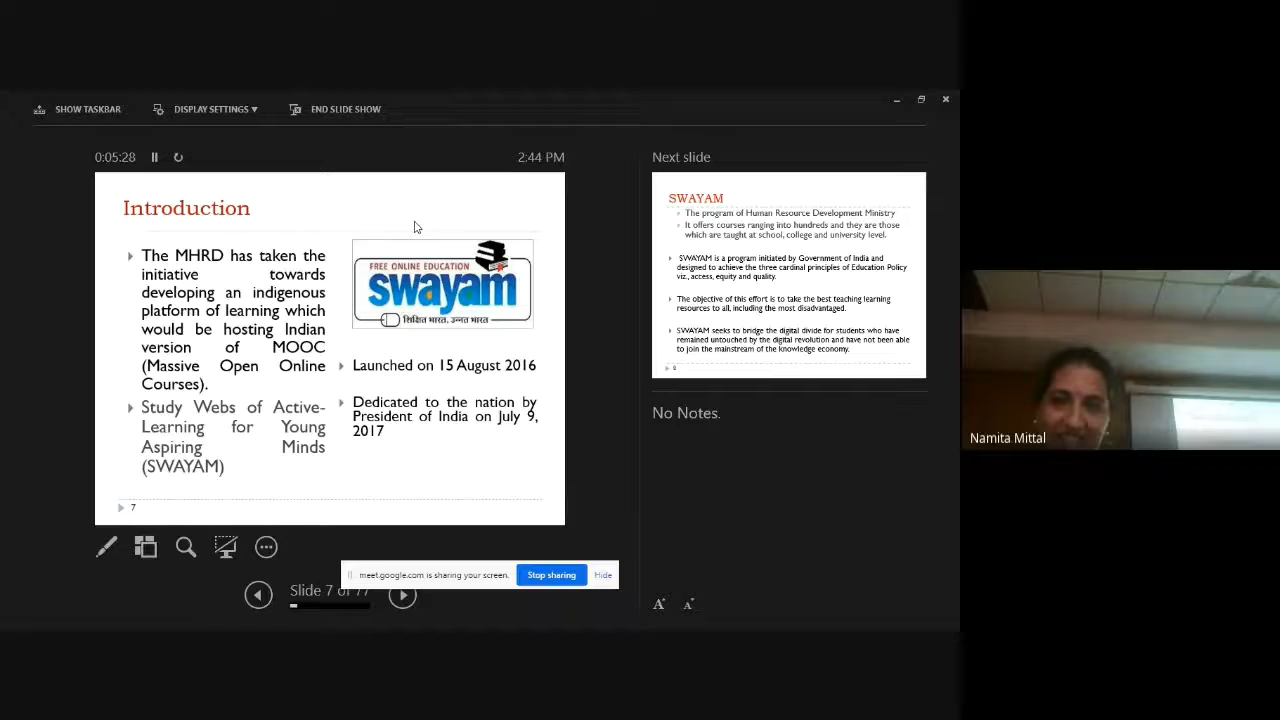 SHOW TASKBAR
DISPLAY SETTINGS ▼
END SLIDE SHOW
0:05:28
2:44 PM
Introduction
The MHRD has taken the
initiative towards
developing an indigenous
platform of learning which
would be hosting Indian
version of MOOC
(Massive Open Online
Courses).
Study Webs of Active-
Learning for Young
Aspiring Minds
(SWAYAM)
FREE ONLINE EDUCATION
swayam
शिक्षित भारत, उन्नत भारत
Launched on 15 August 2016
Dedicated to the nation by
President of India on July 9,
2017
7
Next slide
SWAYAM
The program of Human Resource Development Ministry
It offers courses ranging into hundreds and they are those
which are taught at school, college and university level.
SWAYAM is a program initiated by Government of India and
designed to achieve the three cardinal principles of Education Policy
viz., access, equity and quality.
The objective of this effort is to take the best teaching learning
resources to all, including the most disadvantaged.
SWAYAM seeks to bridge the digital divide for students who have
remained untouched by the digital revolution and have not been able
to join the mainstream of the knowledge economy.
8
No Notes.
meet.google.com is sharing your screen.
Stop sharing
Hide
Slide 7 of 77
A A
Namita Mittal